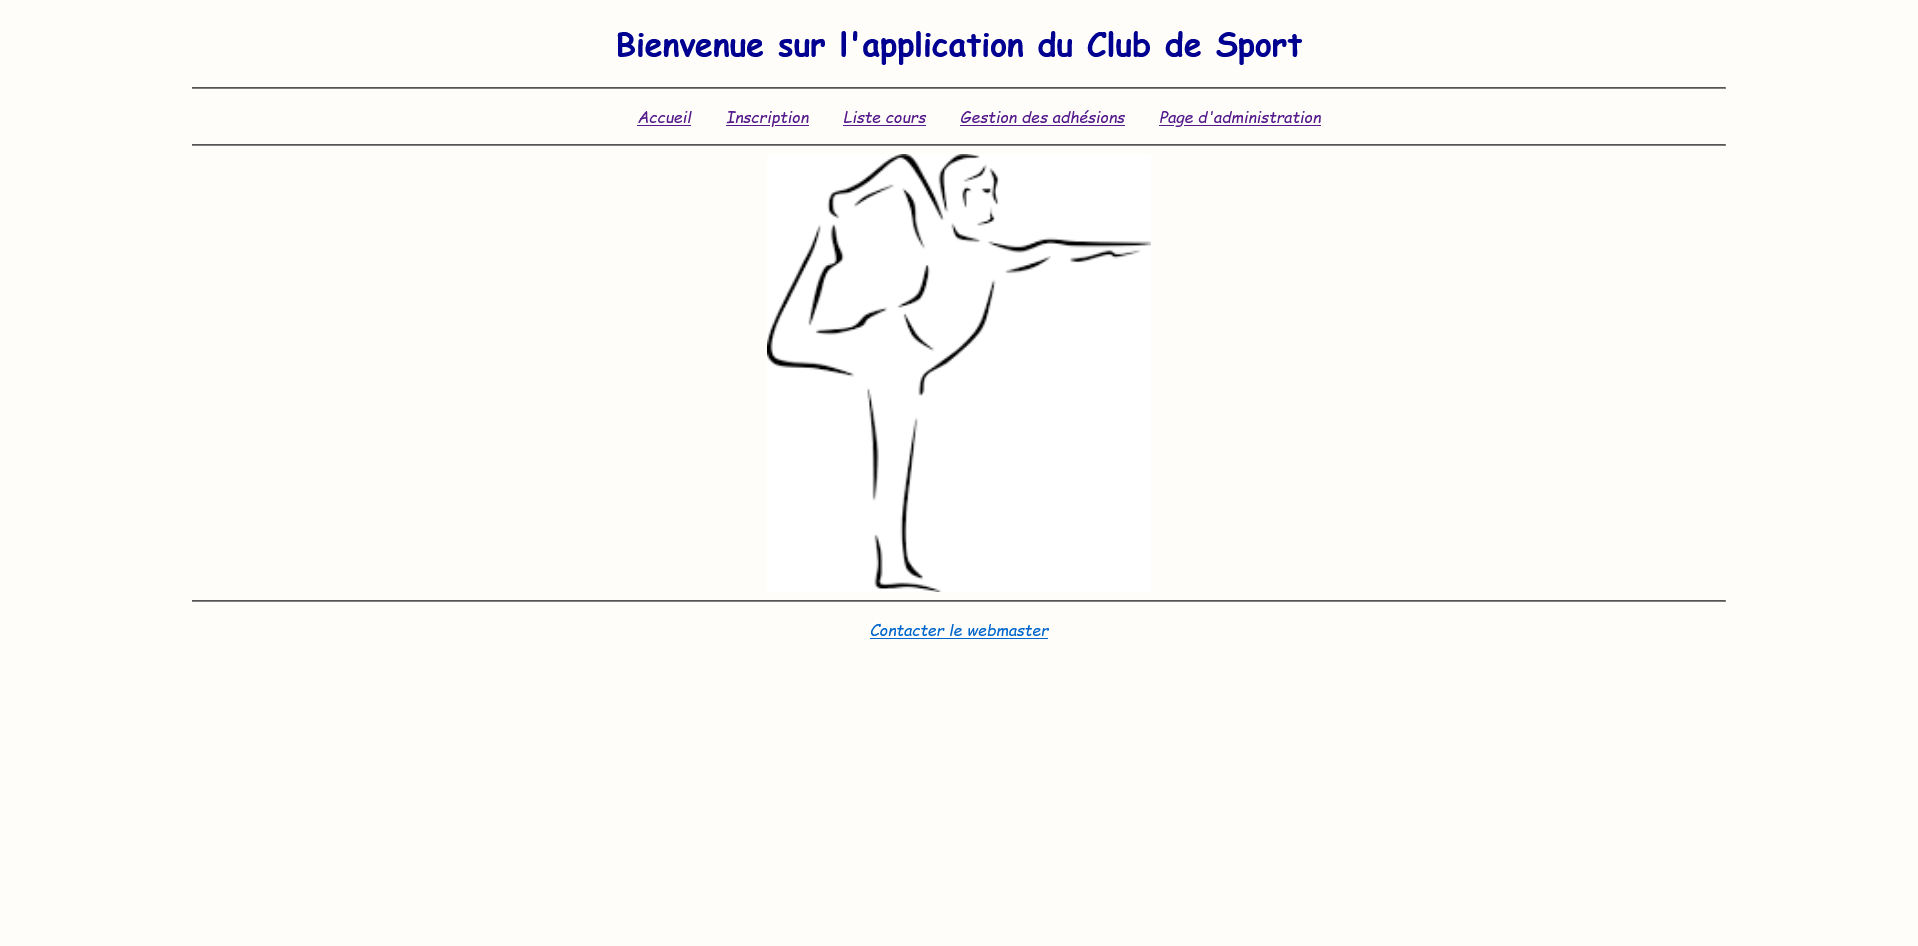 Bienvenue sur l'application du Club de Sport
Accueil Inscription Liste cours Gestion des adhésions Page d'administration
Contacter le webmaster